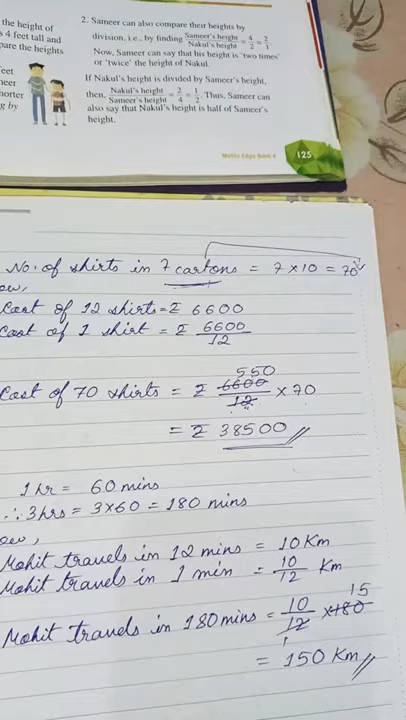 the height of
s 4 feet tall and
pare the heights
feet
neer
horter
g by
2. Sameer can also compare their heights by
division, i.e., by finding Sameer's height/Nakul's height = 4/2 = 2/1
Now, Sameer can say that his height is 'two times'
or 'twice' the height of Nakul.
If Nakul's height is divided by Sameer's height,
then, Nakul's height/Sameer's height = 2/4 = 1/2. Thus, Sameer can
also say that Nakul's height is half of Sameer's
height.
Maths Edge Book 6 125
No. of shirts in 7 cartons = 7 × 10 = 70
ow,
Cost of 12 shirts = ₹ 6600
Cost of 1 shirt = ₹ 6600/12
550
Cost of 70 shirts = ₹ 6600/12 × 70
= ₹ 38500
1 hr = 60 mins
∴ 3hrs = 3×60 = 180 mins
ow,
Mohit travels in 12 mins = 10 Km
Mohit travels in 1 min = 10/12 Km
15
Mohit travels in 180 mins = 10/12 × 180
1
= 150 Km